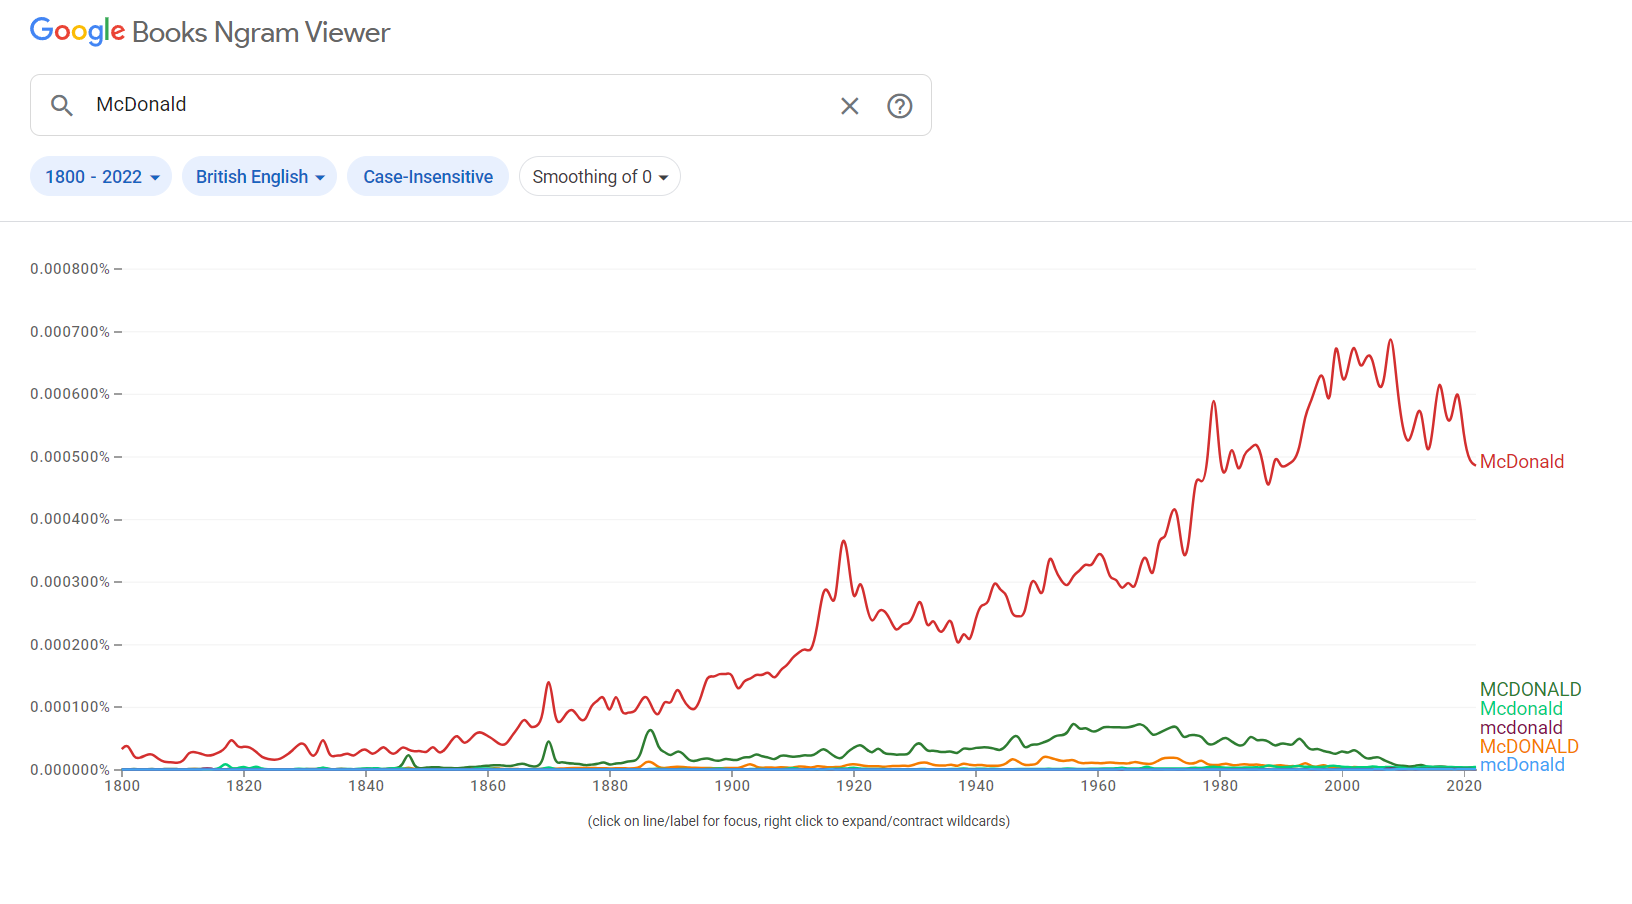 Google Books Ngram Viewer
McDonald
1800 - 2022 British English Case-Insensitive Smoothing of 0
0.000800%
0.000700%
0.000600%
0.000500%
McDonald
0.000400%
0.000300%
0.000200%
0.000100%
MCDONALD
Mcdonald
mcdonald
McDONALD
mcDonald
0.000000%
1800 1820 1840 1860 1880 1900 1920 1940 1960 1980 2000 2020
(click on line/label for focus, right click to expand/contract wildcards)